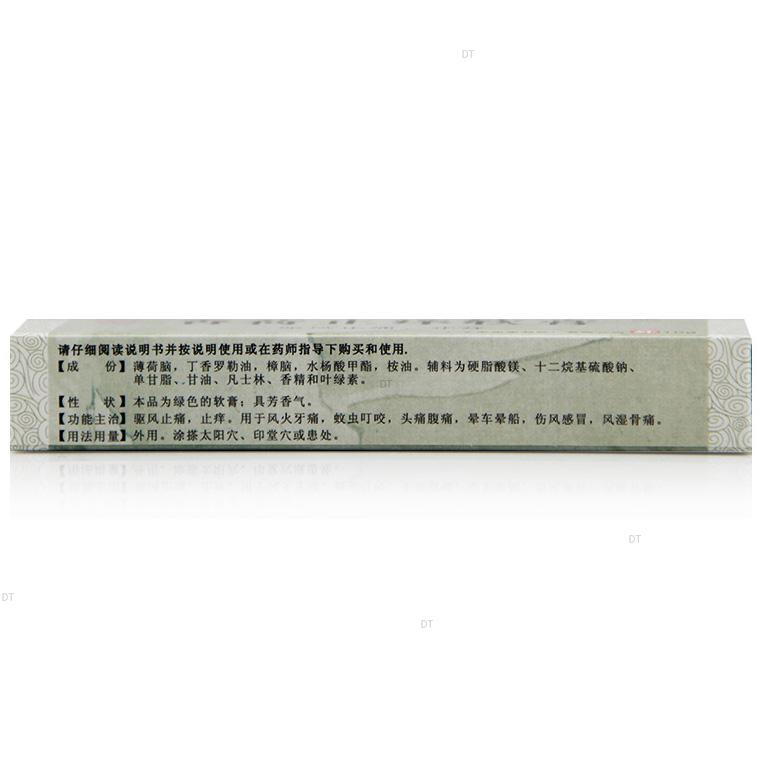 DT
请仔细阅读说明书并按说明使用或在药师指导下购买和使用.
【成 份】薄荷脑，丁香罗勒油，樟脑，水杨酸甲酯，桉油。辅料为硬脂酸镁、十二烷基硫酸钠、
单甘脂、甘油、凡士林、香精和叶绿素。
DT
【性 状】本品为绿色的软膏；具芳香气。
【功能主治】驱风止痛，止痒。用于风火牙痛，蚊虫叮咬，头痛腹痛，晕车晕船，伤风感冒，风湿骨痛。
【用法用量】外用。涂搽太阳穴、印堂穴或患处。
DT
DT
DT